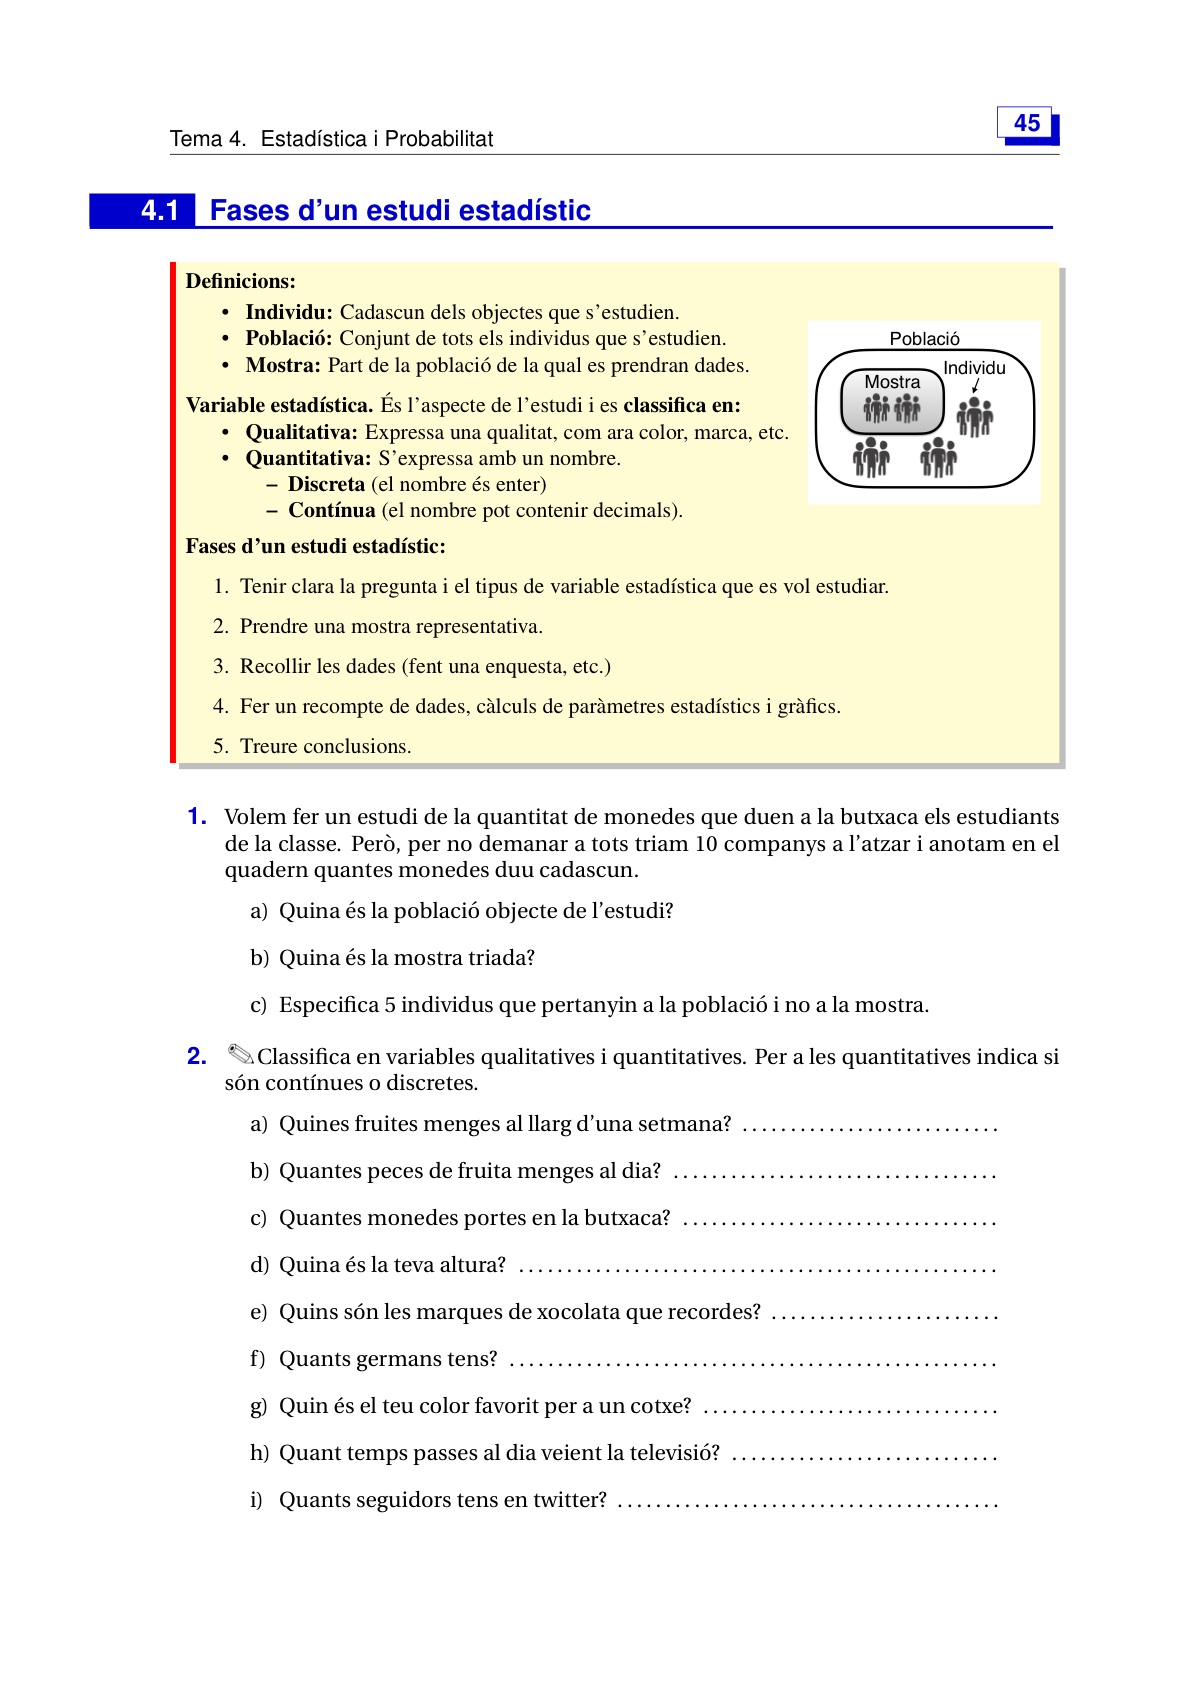 Tema 4. Estadística i Probabilitat
45
4.1 Fases d'un estudi estadístic
Definicions:
• Individu: Cadascun dels objectes que s'estudien.
• Població: Conjunt de tots els individus que s'estudien.
• Mostra: Part de la població de la qual es prendran dades.
Variable estadística. És l'aspecte de l'estudi i es classifica en:
• Qualitativa: Expressa una qualitat, com ara color, marca, etc.
• Quantitativa: S'expressa amb un nombre.
– Discreta (el nombre és enter)
– Contínua (el nombre pot contenir decimals).
Població
Individu
Mostra
Fases d'un estudi estadístic:
1. Tenir clara la pregunta i el tipus de variable estadística que es vol estudiar.
2. Prendre una mostra representativa.
3. Recollir les dades (fent una enquesta, etc.)
4. Fer un recompte de dades, càlculs de paràmetres estadístics i gràfics.
5. Treure conclusions.
1. Volem fer un estudi de la quantitat de monedes que duen a la butxaca els estudiants
de la classe. Però, per no demanar a tots triam 10 companys a l'atzar i anotam en el
quadern quantes monedes duu cadascun.
a) Quina és la població objecte de l'estudi?
b) Quina és la mostra triada?
c) Especifica 5 individus que pertanyin a la població i no a la mostra.
2. ✎Classifica en variables qualitatives i quantitatives. Per a les quantitatives indica si
són contínues o discretes.
a) Quines fruites menges al llarg d'una setmana? ...........................
b) Quantes peces de fruita menges al dia? ..................................
c) Quantes monedes portes en la butxaca? .................................
d) Quina és la teva altura? ..................................................
e) Quins són les marques de xocolata que recordes? ........................
f) Quants germans tens? ...................................................
g) Quin és el teu color favorit per a un cotxe? ...............................
h) Quant temps passes al dia veient la televisió? ............................
i) Quants seguidors tens en twitter? ........................................